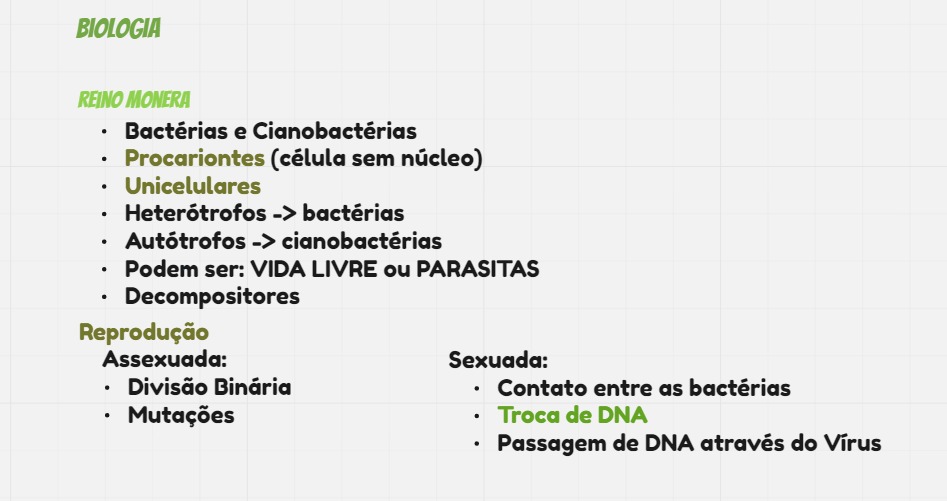 BIOLOGIA
REINO MONERA
• Bactérias e Cianobactérias
• Procariontes (célula sem núcleo)
• Unicelulares
• Heterótrofos -> bactérias
• Autótrofos -> cianobactérias
• Podem ser: VIDA LIVRE ou PARASITAS
• Decompositores
Reprodução
Assexuada:
• Divisão Binária
• Mutações
Sexuada:
• Contato entre as bactérias
• Troca de DNA
• Passagem de DNA através do Vírus